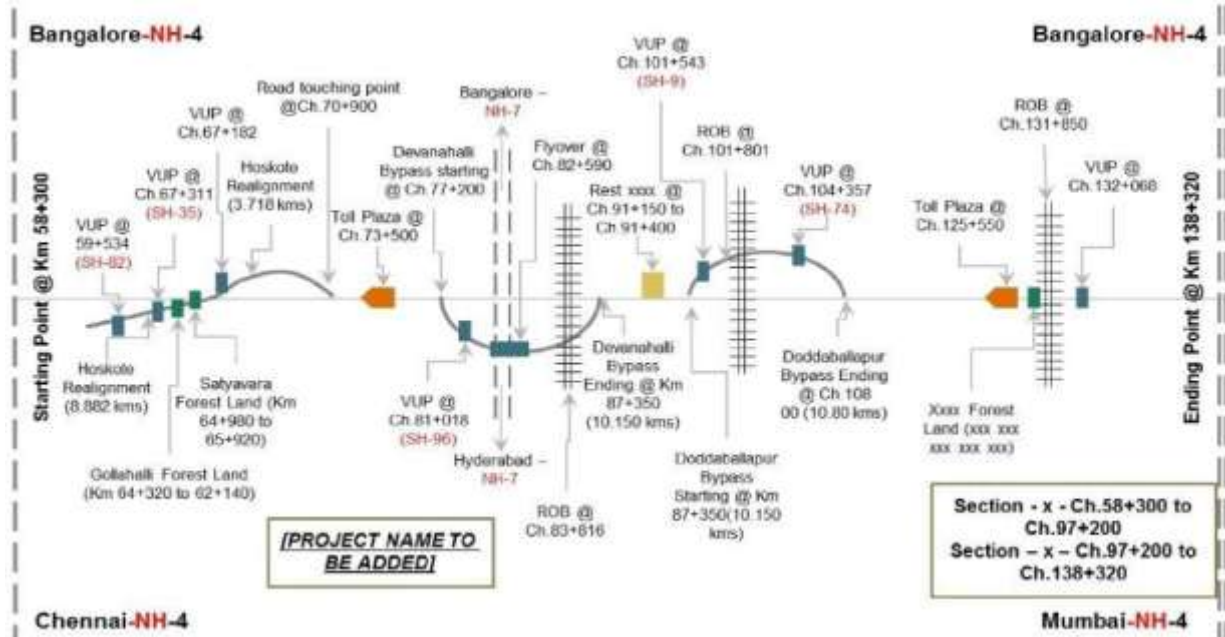 Bangalore-NH-4
Bangalore-NH-4
Starting Point @ Km 58+300
Ending Point @ Km 138+320
VUP @
59+534
(SH-82)
VUP @
Ch.67+311
(SH-35)
VUP @
Ch.67+182
Hoskote
Realignment
(3.718 kms)
Road touching point
@Ch.70+900
Toll Plaza @
Ch.73+500
Devanahalli
Bypass starting
@ Ch.77+200
Bangalore –
NH-7
Flyover @
Ch.82+590
Rest xxxx @
Ch.91+150 to
Ch.91+400
VUP @
Ch.101+543
(SH-9)
ROB @
Ch.101+801
VUP @
Ch.104+357
(SH-74)
Toll Plaza @
Ch.125+550
ROB @
Ch.131+850
VUP @
Ch.132+068
Hoskote
Realignment
(8.882 kms)
Gollahalli Forest Land
(Km 64+320 to 62+140)
Satyavara
Forest Land (Km
64+980 to
65+920)
VUP @
Ch.81+018
(SH-96)
Hyderabad –
NH-7
ROB @
Ch.83+816
Devanahalli
Bypass
Ending @ Km
87+350
(10.150 kms)
Doddaballapur
Bypass
Starting @ Km
87+350(10.150
kms)
Doddaballapur
Bypass Ending
@ Ch.108
00 (10.80 kms)
Xxxx Forest
Land (xxx xxx
xxx xxx xxx)
[PROJECT NAME TO
BE ADDED]
Section - x - Ch.58+300 to
Ch.97+200
Section – x – Ch.97+200 to
Ch.138+320
Chennai-NH-4
Mumbai-NH-4